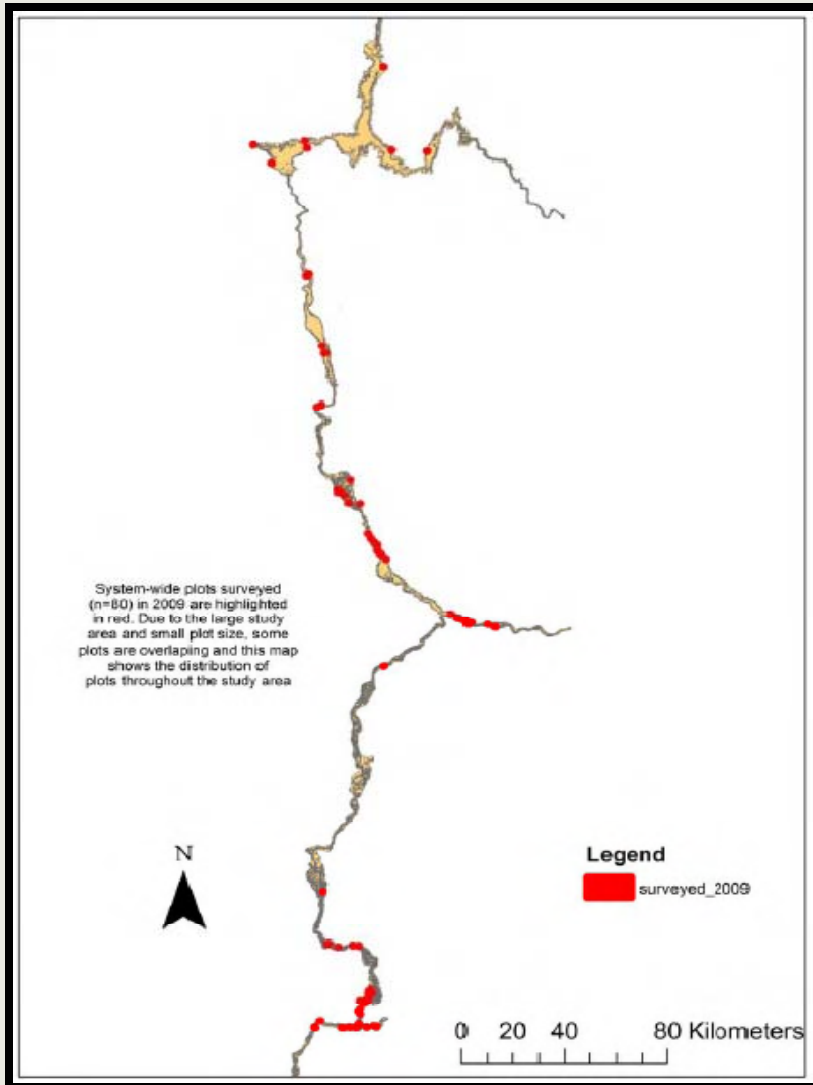 System-wide plots surveyed
(n=80) in 2009 are highlighted
in red. Due to the large study
area and small plot size, some
plots are overlaping and this map
shows the distribution of
plots throughout the study area
N
Legend
surveyed_2009
0 20 40 80 Kilometers